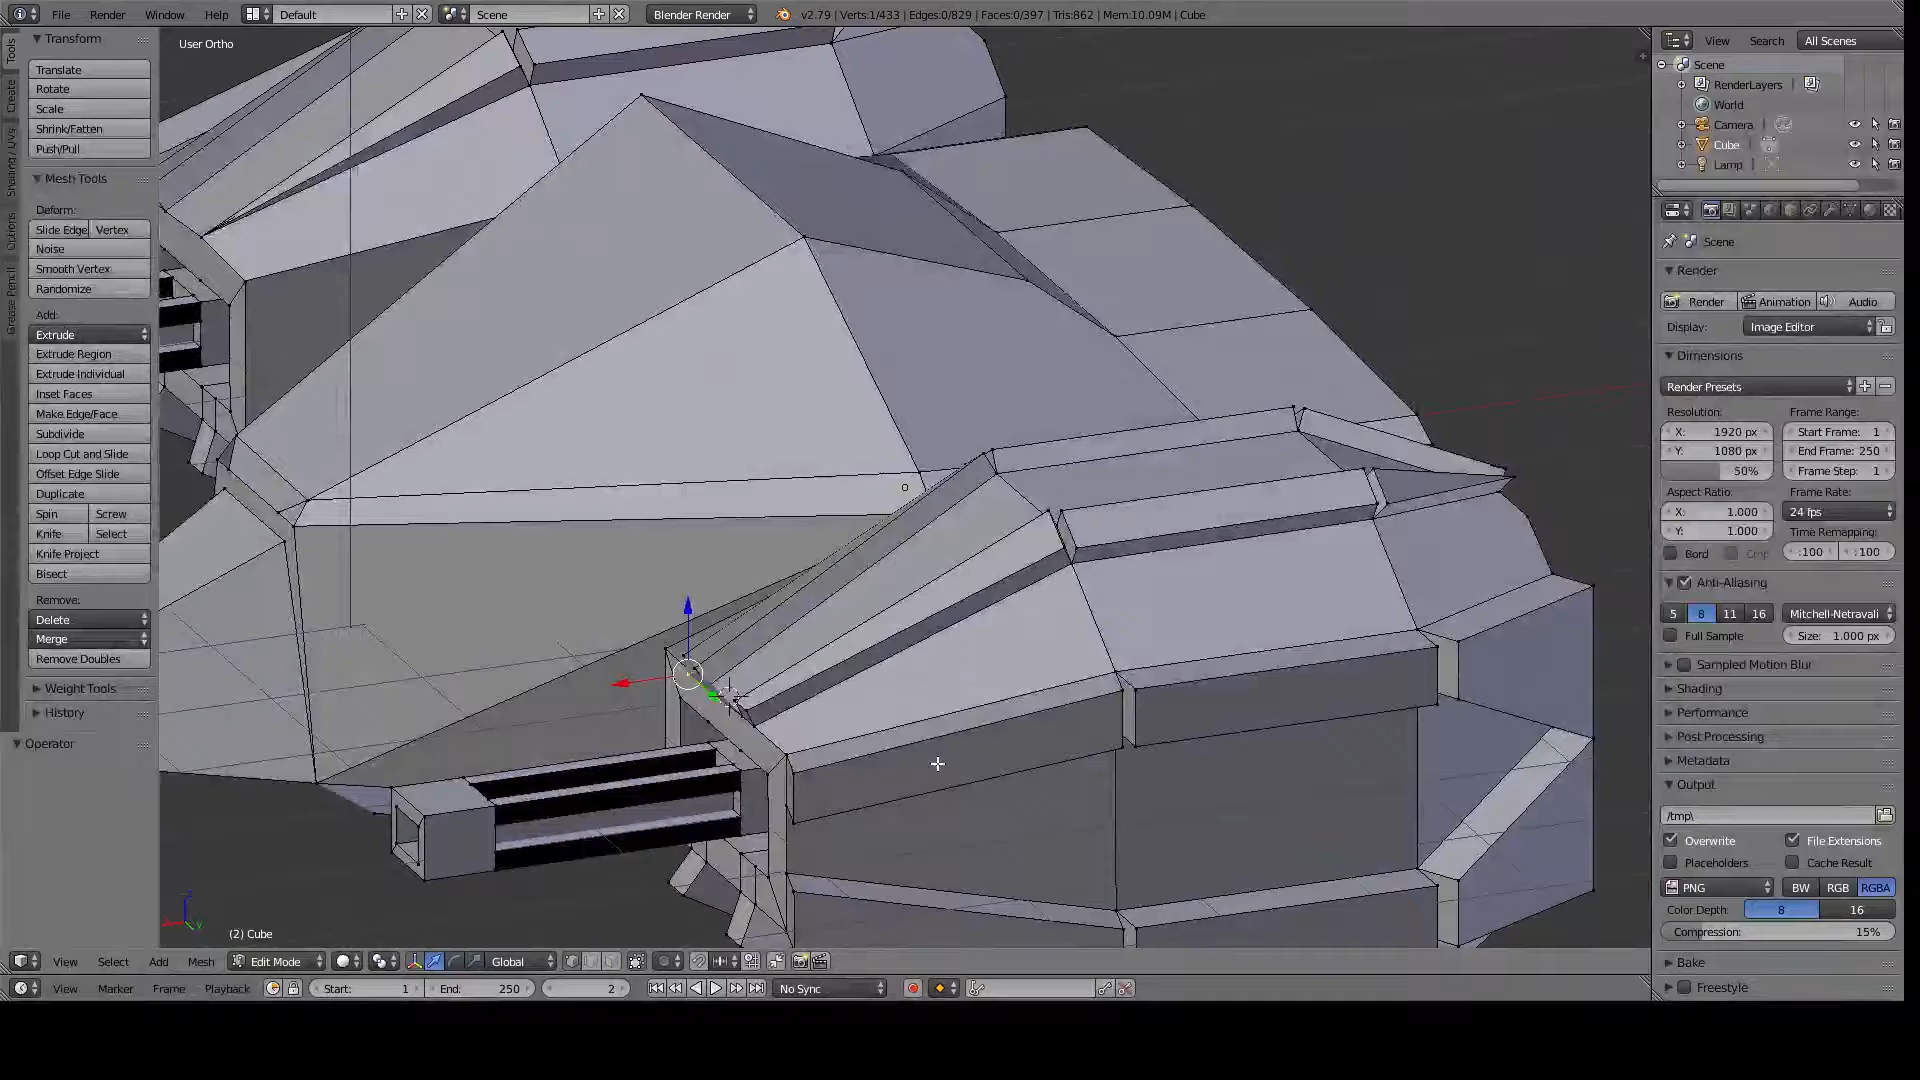 File Render Window Help Default Scene Blender Render v2.79 | Verts:1/433 | Edges:0/829 | Faces:0/397 | Tris:862 | Mem:10.09M | Cube
Tools
Create
Shading / UVs
Options
Grease Pencil
Transform
Translate
Rotate
Scale
Shrink/Fatten
Push/Pull
Mesh Tools
Deform:
Slide Edge Vertex
Noise
Smooth Vertex
Randomize
Add:
Extrude
Extrude Region
Extrude Individual
Inset Faces
Make Edge/Face
Subdivide
Loop Cut and Slide
Offset Edge Slide
Duplicate
Spin Screw
Knife Select
Knife Project
Bisect
Remove:
Delete
Merge
Remove Doubles
Weight Tools
History
Operator
User Ortho
(2) Cube
View Search All Scenes
Scene
RenderLayers
World
Camera
Cube
Lamp
Scene
Render
Render Animation Audio
Display: Image Editor
Dimensions
Render Presets
Resolution: Frame Range:
X: 1920 px Start Frame: 1
Y: 1080 px End Frame: 250
50% Frame Step: 1
Aspect Ratio: Frame Rate:
X: 1.000 24 fps
Y: 1.000 Time Remapping:
Bord Crop :100 :100
Anti-Aliasing
5 8 11 16 Mitchell-Netravali
Full Sample Size: 1.000 px
Sampled Motion Blur
Shading
Performance
Post Processing
Metadata
Output
/tmp\
Overwrite File Extensions
Placeholders Cache Result
PNG BW RGB RGBA
Color Depth: 8 16
Compression: 15%
Bake
Freestyle
View Select Add Mesh Edit Mode Global
View Marker Frame Playback Start: 1 End: 250 2 No Sync